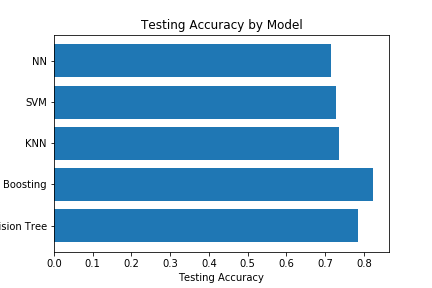 Testing Accuracy by Model
NN
SVM
KNN
Boosting
ision Tree
0.0 0.1 0.2 0.3 0.4 0.5 0.6 0.7 0.8
Testing Accuracy